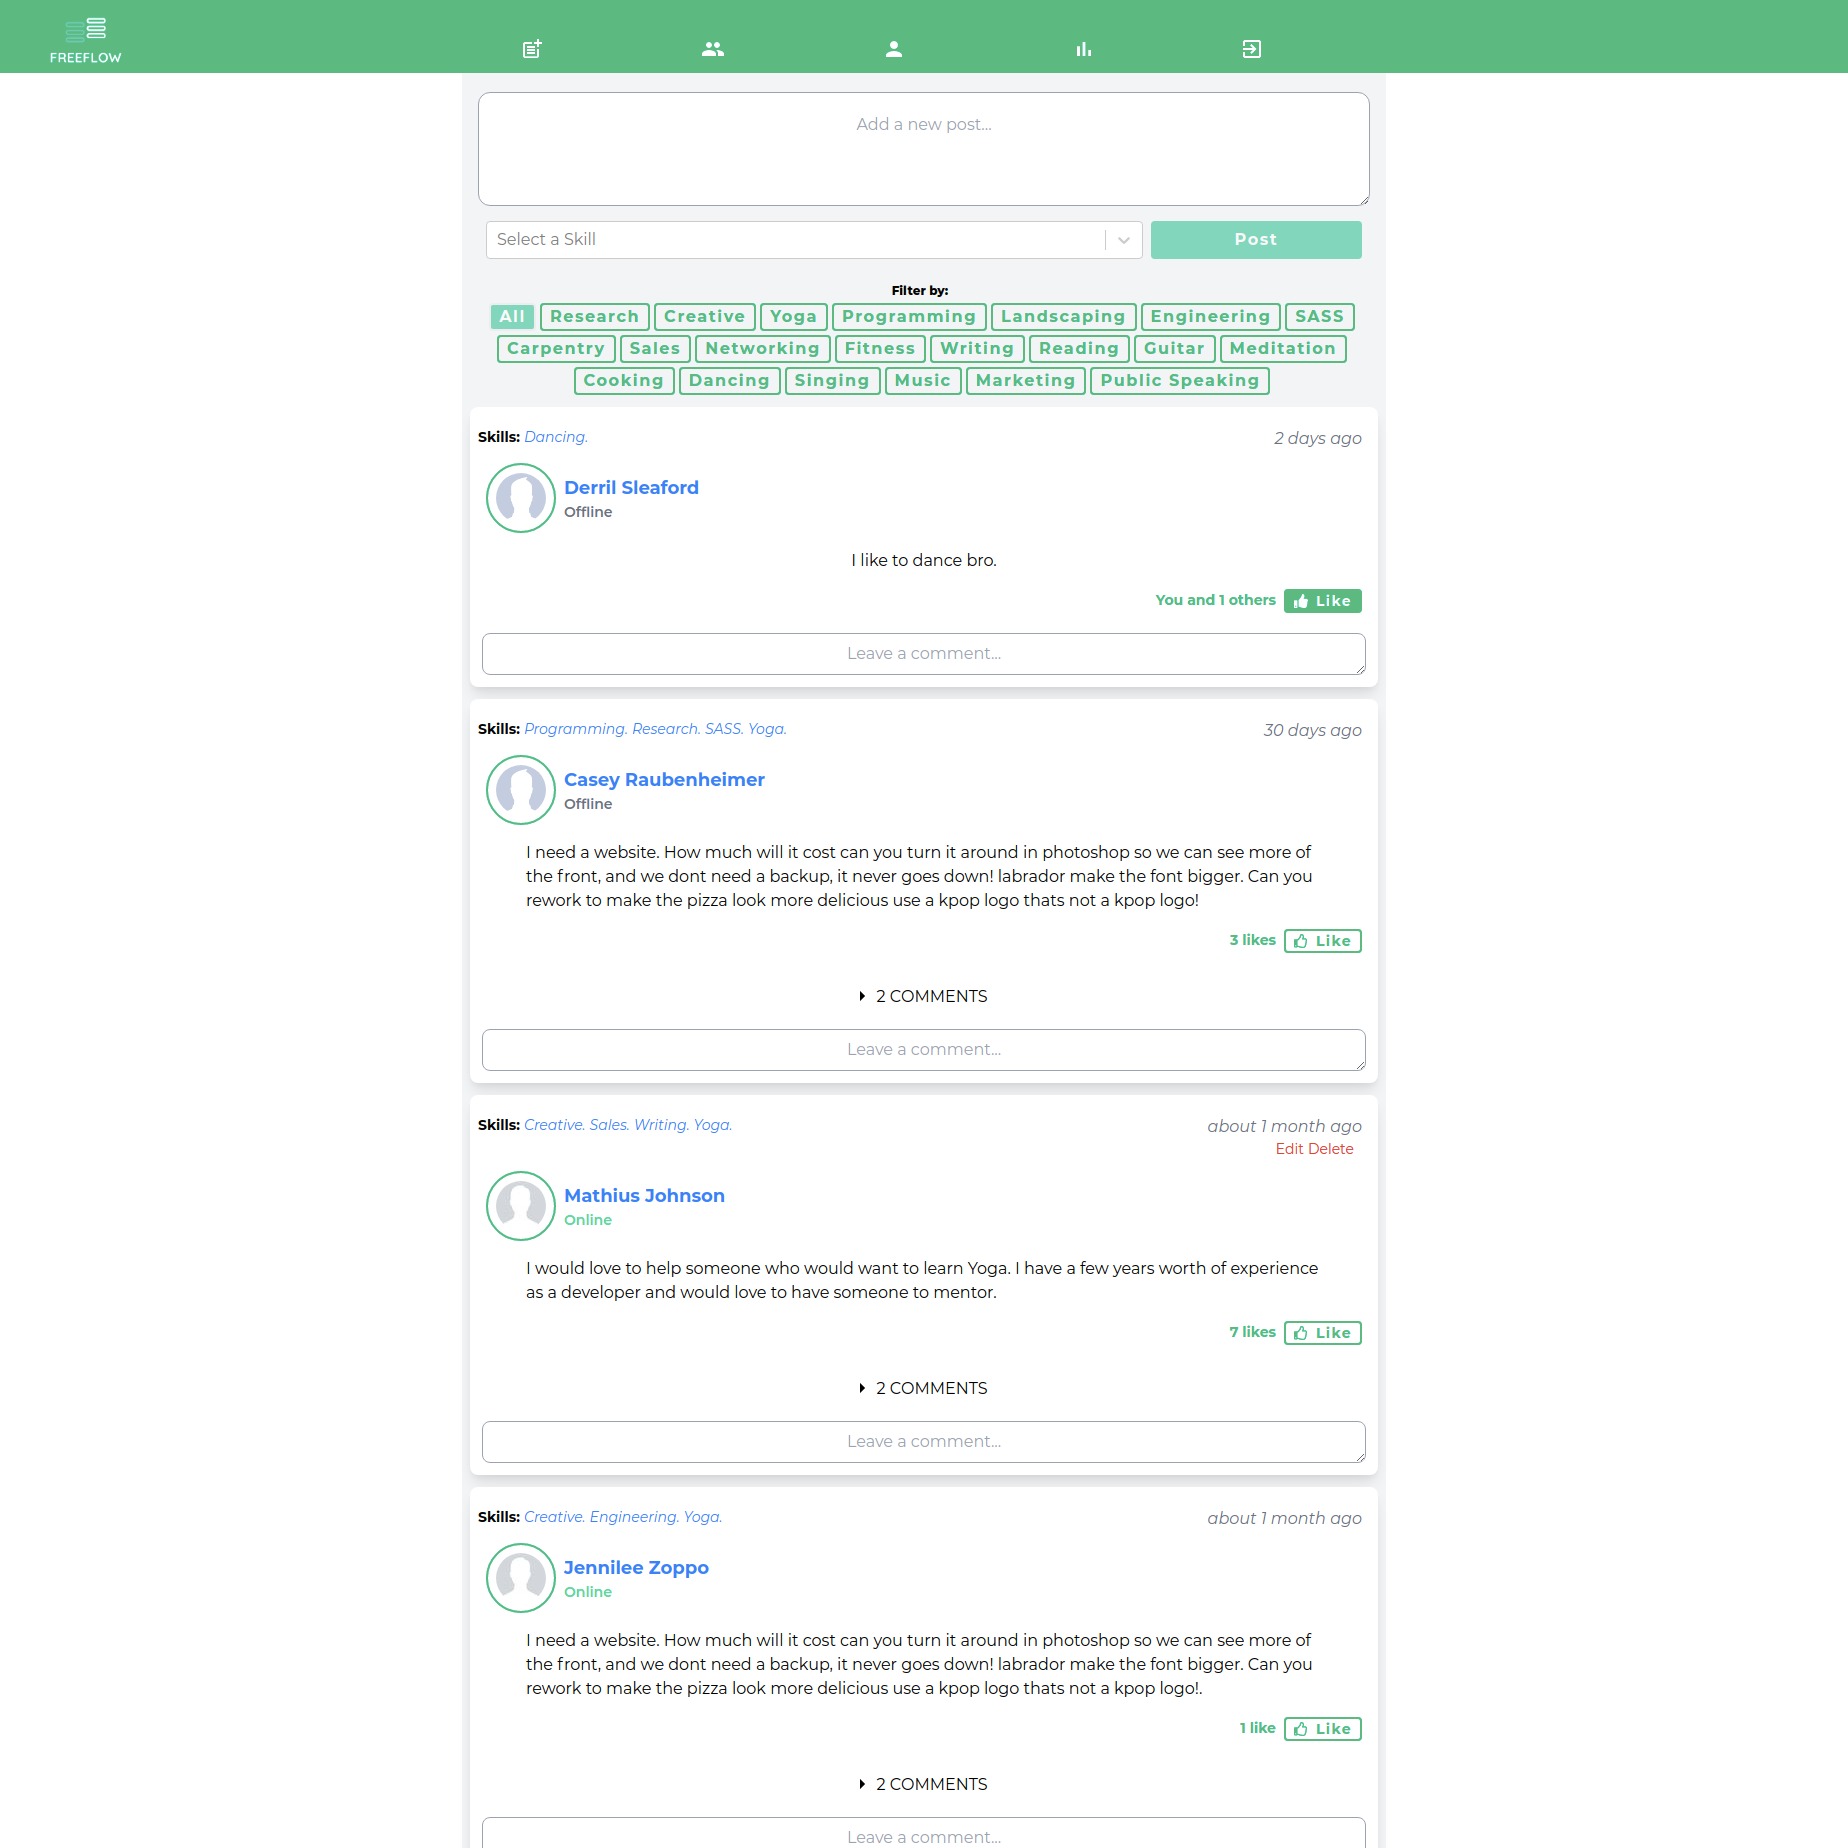 FREEFLOW
Add a new post...
Select a Skill
Post
Filter by:
All Research Creative Yoga Programming Landscaping Engineering SASS
Carpentry Sales Networking Fitness Writing Reading Guitar Meditation
Cooking Dancing Singing Music Marketing Public Speaking
Skills: Dancing.
2 days ago
Derril Sleaford
Offline
I like to dance bro.
You and 1 others Like
Leave a comment...
Skills: Programming. Research. SASS. Yoga.
30 days ago
Casey Raubenheimer
Offline
I need a website. How much will it cost can you turn it around in photoshop so we can see more of
the front, and we dont need a backup, it never goes down! labrador make the font bigger. Can you
rework to make the pizza look more delicious use a kpop logo thats not a kpop logo!
3 likes Like
2 COMMENTS
Leave a comment...
Skills: Creative. Sales. Writing. Yoga.
about 1 month ago
Edit Delete
Mathius Johnson
Online
I would love to help someone who would want to learn Yoga. I have a few years worth of experience
as a developer and would love to have someone to mentor.
7 likes Like
2 COMMENTS
Leave a comment...
Skills: Creative. Engineering. Yoga.
about 1 month ago
Jennilee Zoppo
Online
I need a website. How much will it cost can you turn it around in photoshop so we can see more of
the front, and we dont need a backup, it never goes down! labrador make the font bigger. Can you
rework to make the pizza look more delicious use a kpop logo thats not a kpop logo!.
1 like Like
2 COMMENTS
Leave a comment...